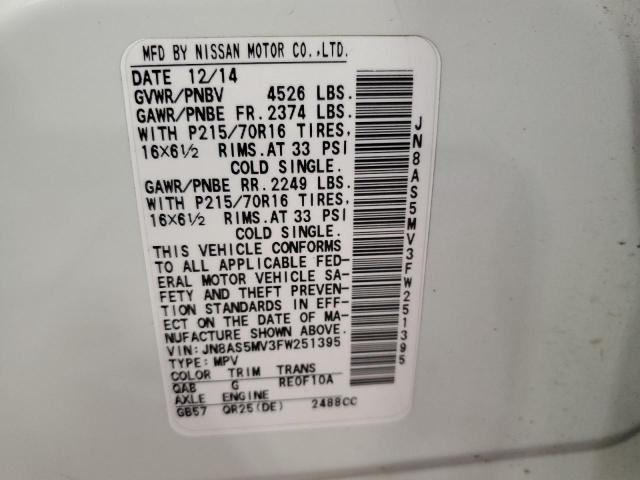 MFD BY NISSAN MOTOR CO.,LTD.
DATE 12/14
GVWR/PNBV 4526 LBS.
GAWR/PNBE FR. 2374 LBS.
WITH P215/70R16 TIRES,
16×6½ RIMS. AT 33 PSI
COLD SINGLE.
GAWR/PNBE RR. 2249 LBS.
WITH P215/70R16 TIRES,
16×6½ RIMS. AT 33 PSI
COLD SINGLE.
THIS VEHICLE CONFORMS
TO ALL APPLICABLE FED-
ERAL MOTOR VEHICLE SA-
FETY AND THEFT PREVEN-
TION STANDARDS IN EFF-
ECT ON THE DATE OF MA-
NUFACTURE SHOWN ABOVE.
VIN: JN8AS5MV3FW251395
TYPE: MPV
COLOR TRIM TRANS
QAB G RE0F10A
AXLE ENGINE
GB57 QR25(DE) 2488CC
JN8AS5MV3FW251395